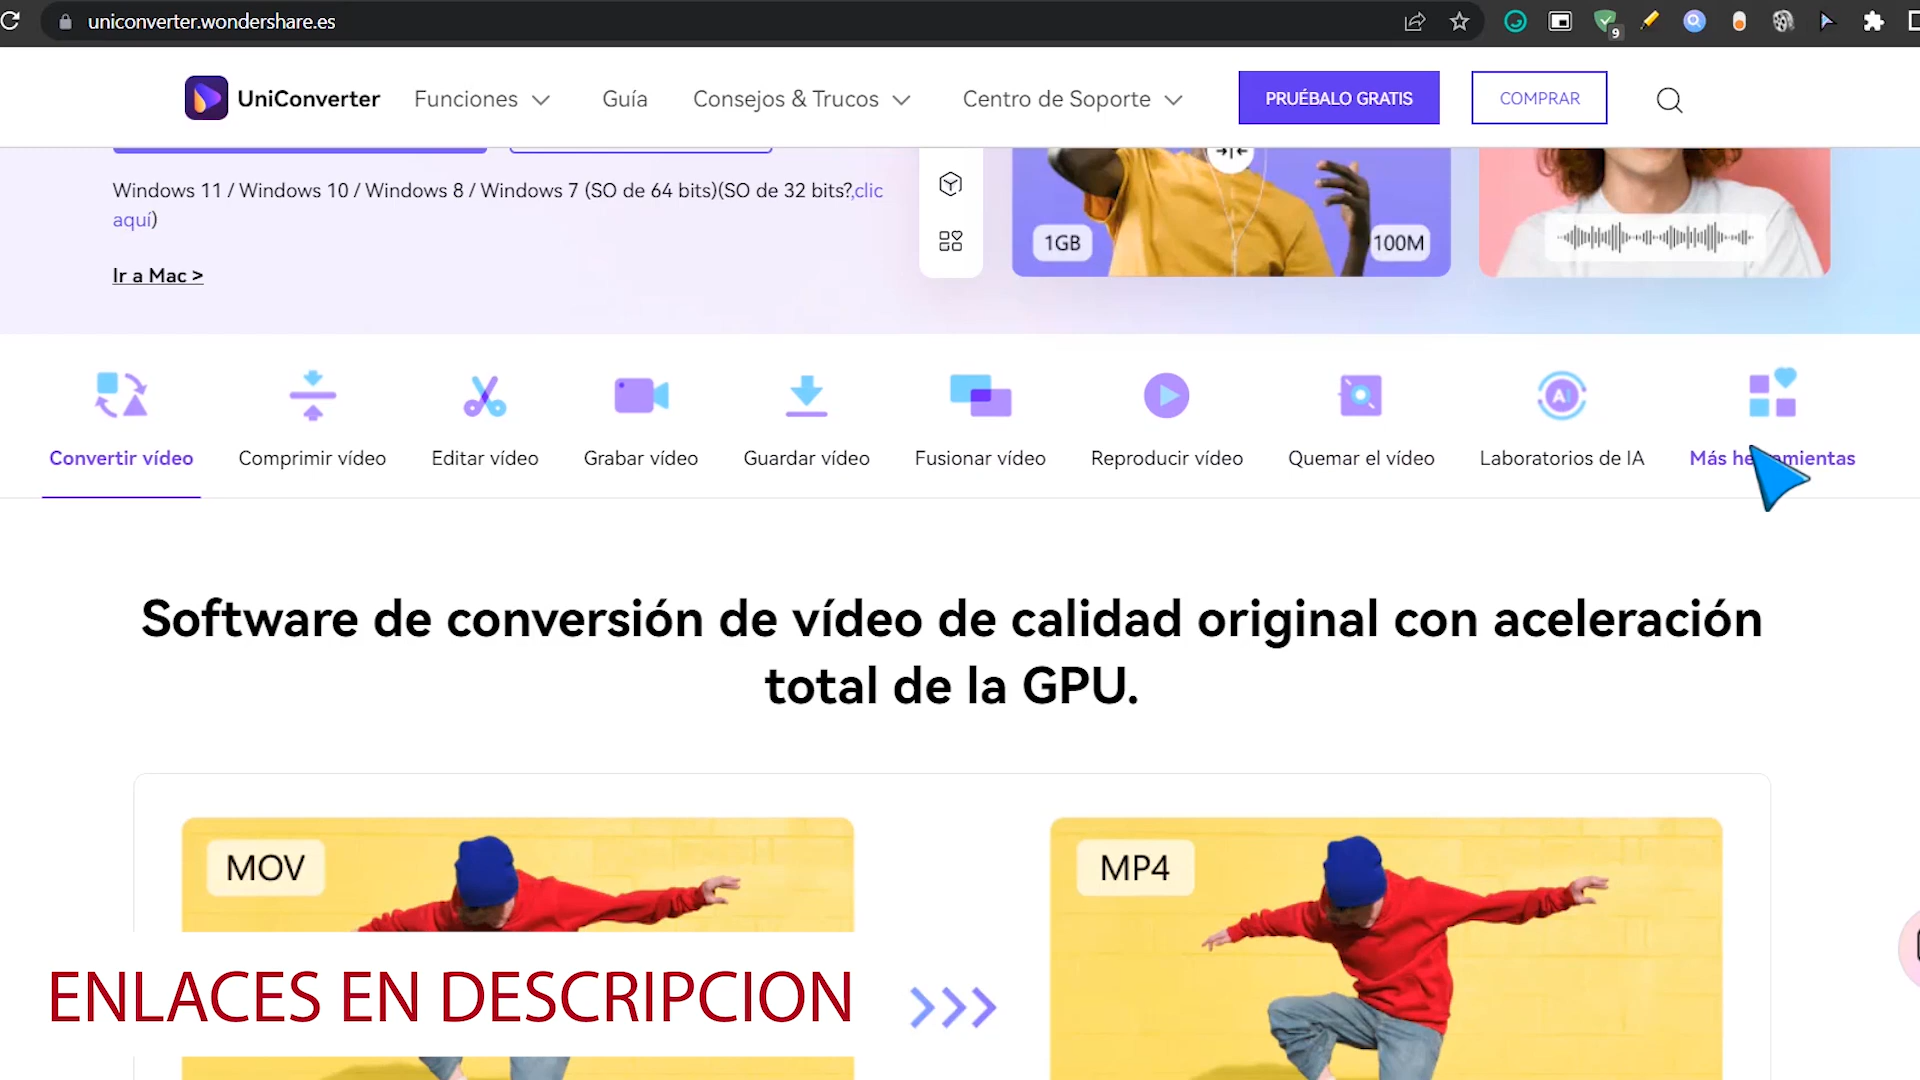 uniconverter.wondershare.es
9
UniConverter
Funciones
Guía
Consejos & Trucos
Centro de Soporte
PRUÉBALO GRATIS
COMPRAR
Windows 11 / Windows 10 / Windows 8 / Windows 7 (SO de 64 bits)(SO de 32 bits?,clic
aquí)
Ir a Mac >
1GB
100M
Convertir vídeo
Comprimir vídeo
Editar vídeo
Grabar vídeo
Guardar vídeo
Fusionar vídeo
Reproducir vídeo
Quemar el vídeo
AI
Laboratorios de IA
Más herramientas
Software de conversión de vídeo de calidad original con aceleración
total de la GPU.
MOV
MP4
ENLACES EN DESCRIPCION